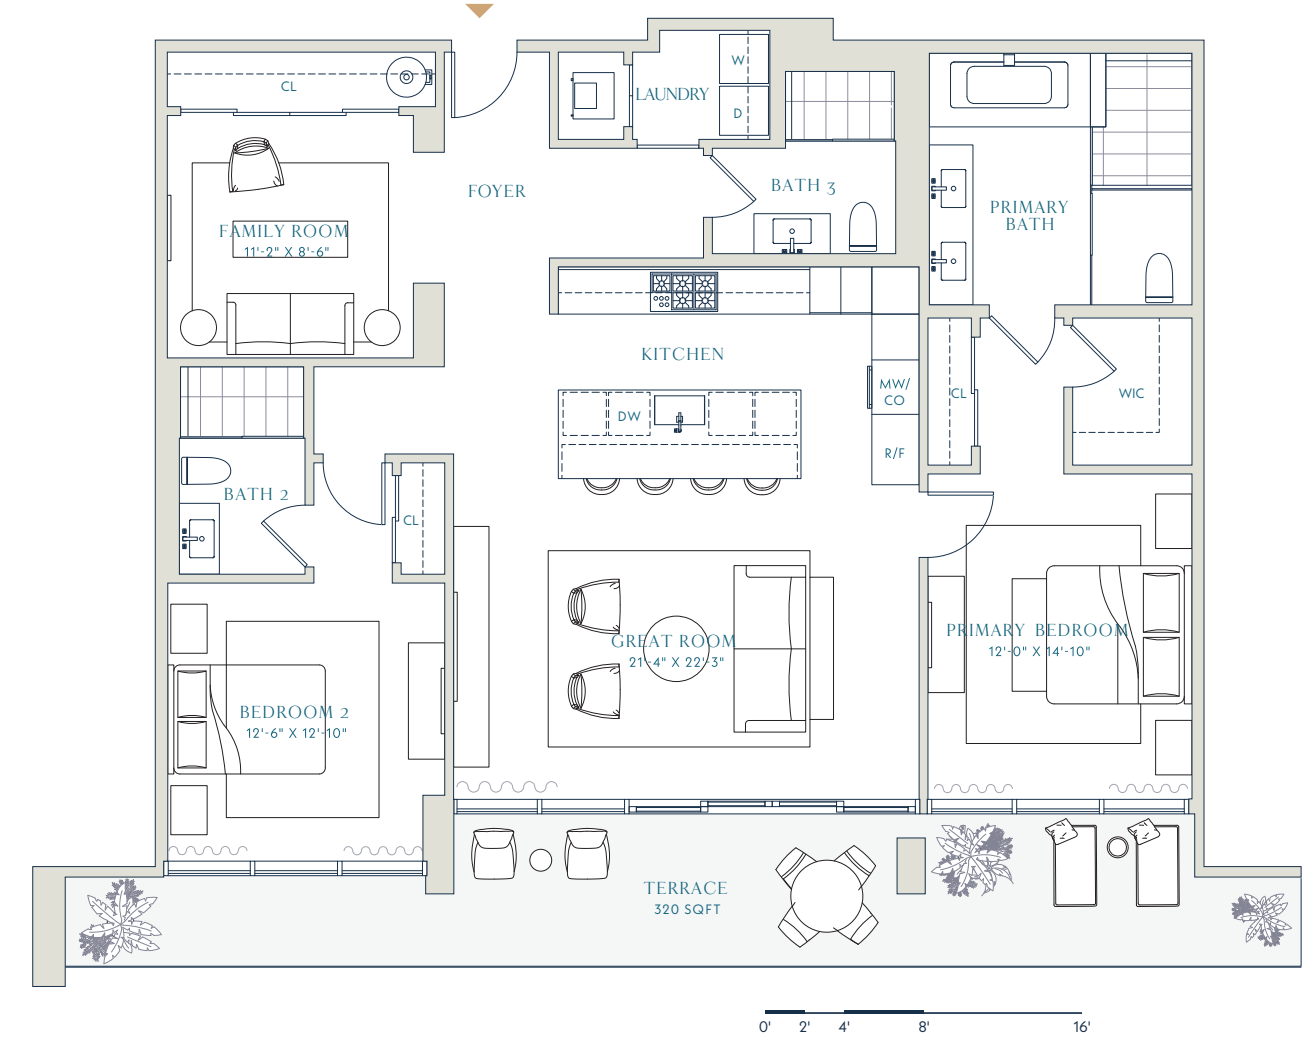 CL
W
LAUNDRY
D
FOYER
BATH 3
PRIMARY
BATH
FAMILY ROOM
11'-2" X 8'-6"
KITCHEN
MW/
CO
CL
WIC
DW
R/F
BATH 2
CL
GREAT ROOM
21'-4" X 22'-3"
PRIMARY BEDROOM
12'-0" X 14'-10"
BEDROOM 2
12'-6" X 12'-10"
TERRACE
320 SQFT
0' 2' 4' 8' 16'